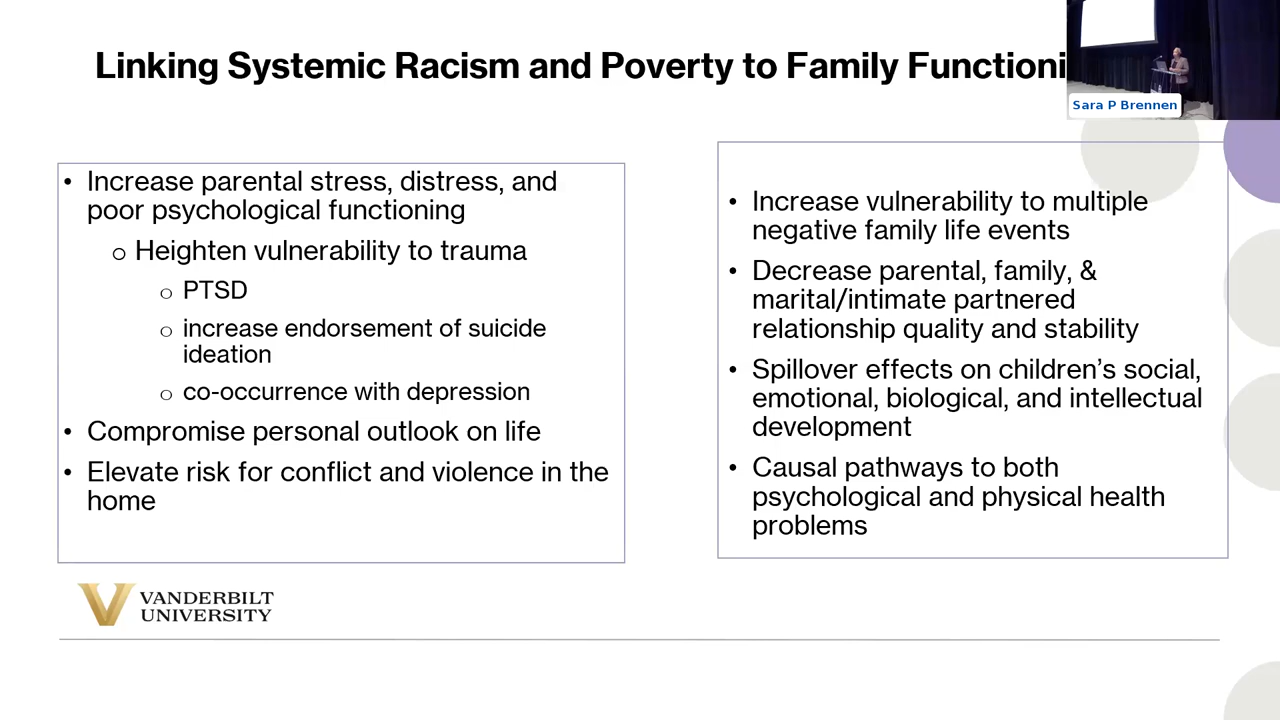 Linking Systemic Racism and Poverty to Family Functioni
Sara P Brennen
• Increase parental stress, distress, and
poor psychological functioning
o Heighten vulnerability to trauma
o PTSD
o increase endorsement of suicide
ideation
o co-occurrence with depression
• Compromise personal outlook on life
• Elevate risk for conflict and violence in the
home
• Increase vulnerability to multiple
negative family life events
• Decrease parental, family, &
marital/intimate partnered
relationship quality and stability
• Spillover effects on children’s social,
emotional, biological, and intellectual
development
• Causal pathways to both
psychological and physical health
problems
VANDERBILT
UNIVERSITY